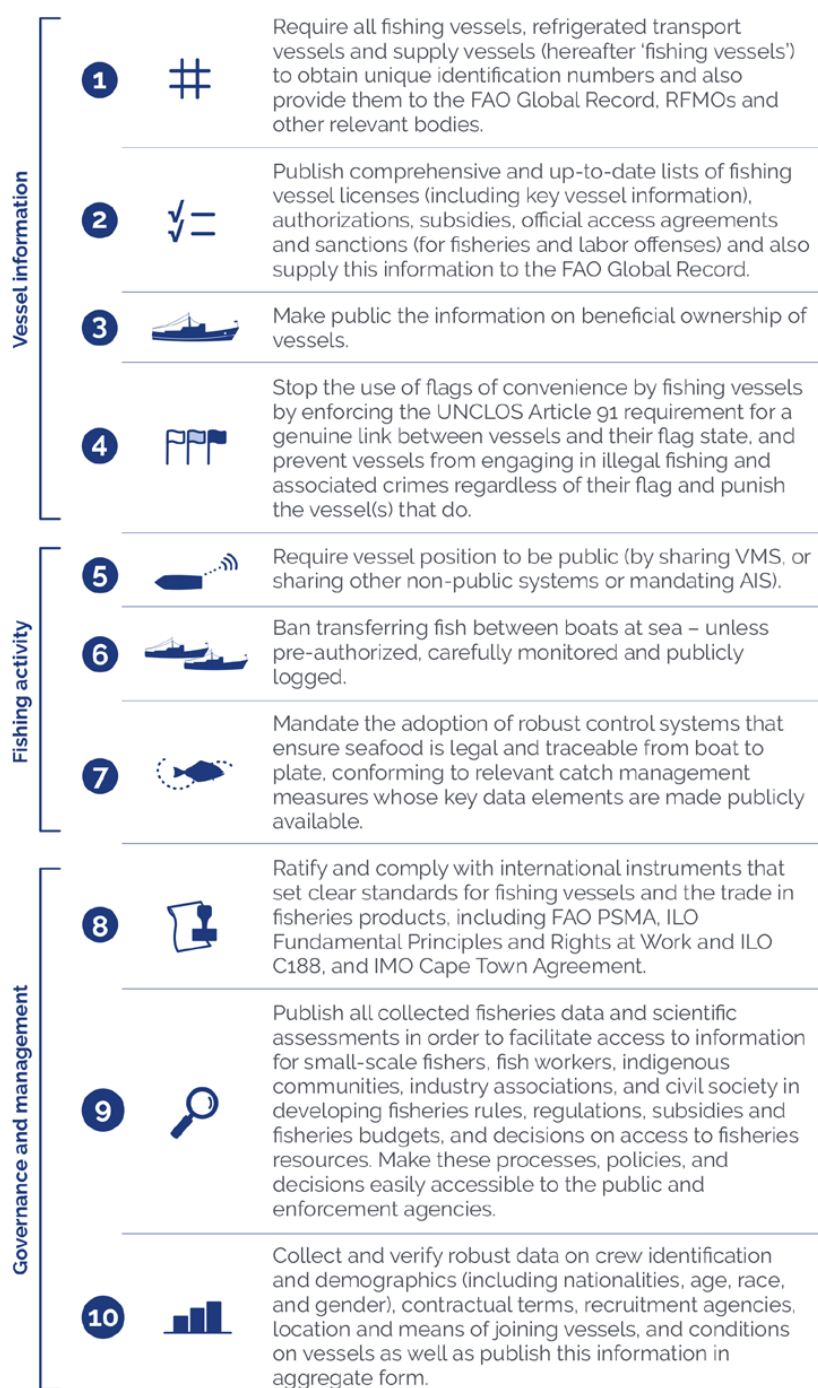 Vessel information
1
Require all fishing vessels, refrigerated transport
vessels and supply vessels (hereafter ‘fishing vessels’)
to obtain unique identification numbers and also
provide them to the FAO Global Record, RFMOs and
other relevant bodies.
2
Publish comprehensive and up-to-date lists of fishing
vessel licenses (including key vessel information),
authorizations, subsidies, official access agreements
and sanctions (for fisheries and labor offenses) and also
supply this information to the FAO Global Record.
3
Make public the information on beneficial ownership of
vessels.
4
Stop the use of flags of convenience by fishing vessels
by enforcing the UNCLOS Article 91 requirement for a
genuine link between vessels and their flag state, and
prevent vessels from engaging in illegal fishing and
associated crimes regardless of their flag and punish
the vessel(s) that do.
Fishing activity
5
Require vessel position to be public (by sharing VMS, or
sharing other non-public systems or mandating AIS).
6
Ban transferring fish between boats at sea – unless
pre-authorized, carefully monitored and publicly
logged.
7
Mandate the adoption of robust control systems that
ensure seafood is legal and traceable from boat to
plate, conforming to relevant catch management
measures whose key data elements are made publicly
available.
Governance and management
8
Ratify and comply with international instruments that
set clear standards for fishing vessels and the trade in
fisheries products, including FAO PSMA, ILO
Fundamental Principles and Rights at Work and ILO
C188, and IMO Cape Town Agreement.
9
Publish all collected fisheries data and scientific
assessments in order to facilitate access to information
for small-scale fishers, fish workers, indigenous
communities, industry associations, and civil society in
developing fisheries rules, regulations, subsidies and
fisheries budgets, and decisions on access to fisheries
resources. Make these processes, policies, and
decisions easily accessible to the public and
enforcement agencies.
10
Collect and verify robust data on crew identification
and demographics (including nationalities, age, race,
and gender), contractual terms, recruitment agencies,
location and means of joining vessels, and conditions
on vessels as well as publish this information in
aggregate form.